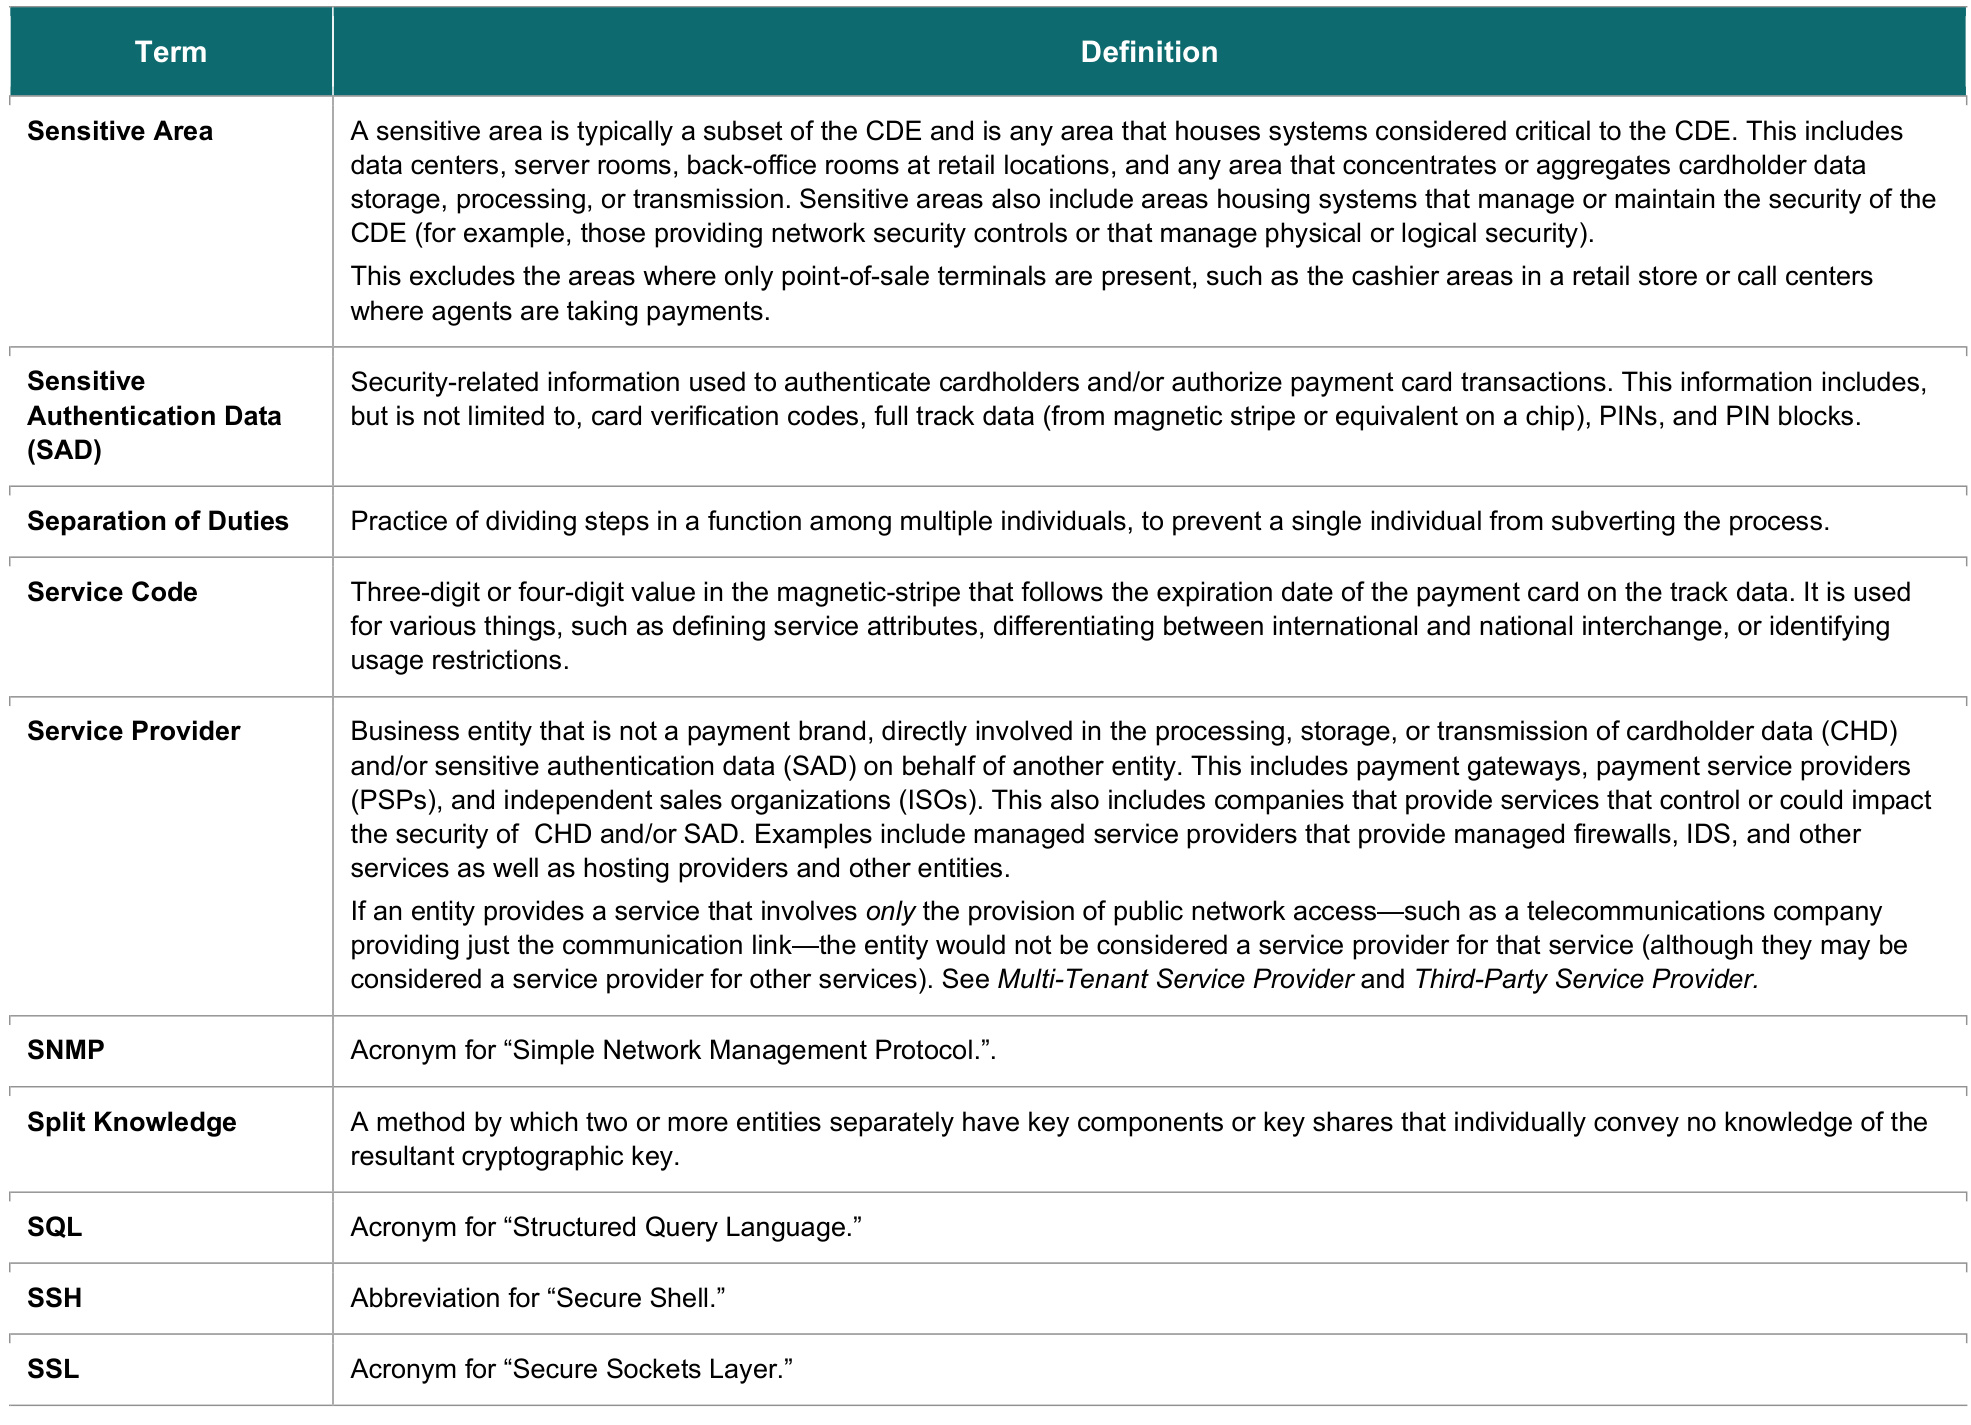 Term
Definition
Sensitive Area
A sensitive area is typically a subset of the CDE and is any area that houses systems considered critical to the CDE. This includes
data centers, server rooms, back-office rooms at retail locations, and any area that concentrates or aggregates cardholder data
storage, processing, or transmission. Sensitive areas also include areas housing systems that manage or maintain the security of the
CDE (for example, those providing network security controls or that manage physical or logical security).
This excludes the areas where only point-of-sale terminals are present, such as the cashier areas in a retail store or call centers
where agents are taking payments.
Sensitive
Authentication Data
(SAD)
Security-related information used to authenticate cardholders and/or authorize payment card transactions. This information includes,
but is not limited to, card verification codes, full track data (from magnetic stripe or equivalent on a chip), PINs, and PIN blocks.
Separation of Duties
Practice of dividing steps in a function among multiple individuals, to prevent a single individual from subverting the process.
Service Code
Three-digit or four-digit value in the magnetic-stripe that follows the expiration date of the payment card on the track data. It is used
for various things, such as defining service attributes, differentiating between international and national interchange, or identifying
usage restrictions.
Service Provider
Business entity that is not a payment brand, directly involved in the processing, storage, or transmission of cardholder data (CHD)
and/or sensitive authentication data (SAD) on behalf of another entity. This includes payment gateways, payment service providers
(PSPs), and independent sales organizations (ISOs). This also includes companies that provide services that control or could impact
the security of  CHD and/or SAD. Examples include managed service providers that provide managed firewalls, IDS, and other
services as well as hosting providers and other entities.
If an entity provides a service that involves only the provision of public network access—such as a telecommunications company
providing just the communication link—the entity would not be considered a service provider for that service (although they may be
considered a service provider for other services). See Multi-Tenant Service Provider and Third-Party Service Provider.
SNMP
Acronym for “Simple Network Management Protocol.”.
Split Knowledge
A method by which two or more entities separately have key components or key shares that individually convey no knowledge of the
resultant cryptographic key.
SQL
Acronym for “Structured Query Language.”
SSH
Abbreviation for “Secure Shell.”
SSL
Acronym for “Secure Sockets Layer.”